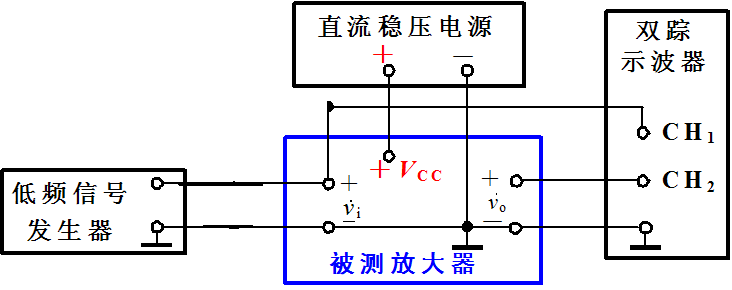 直流稳压电源
+ −
双踪
示波器
CH1
CH2
+ VCC
+ +
v̇i v̇o
− −
低频信号
发生器
被测放大器